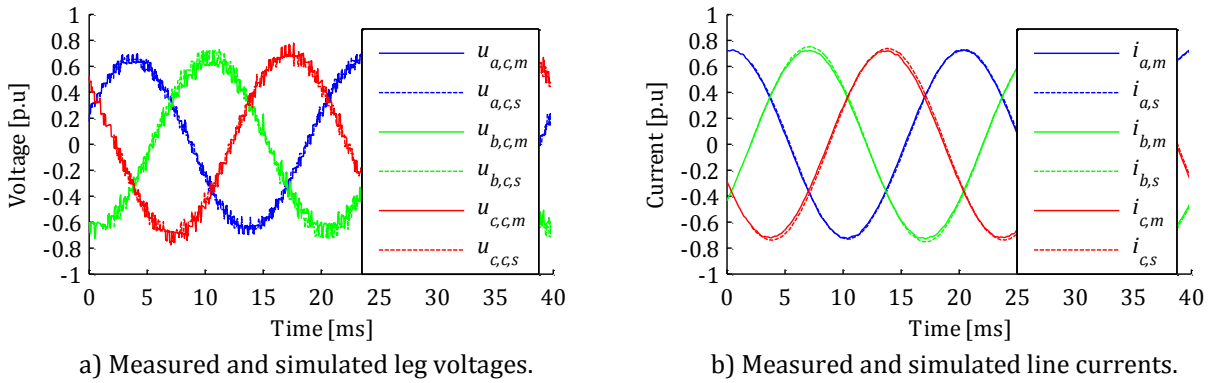 1
0.8
0.6
0.4
0.2
0
-0.2
-0.4
-0.6
-0.8
-1
Voltage [p.u]
0 5 10 15 20 25 30 35 40
Time [ms]
u a,c,m
u a,c,s
u b,c,m
u b,c,s
u c,c,m
u c,c,s
a) Measured and simulated leg voltages.
1
0.8
0.6
0.4
0.2
0
-0.2
-0.4
-0.6
-0.8
-1
Current [p.u]
0 5 10 15 20 25 30 35 40
Time [ms]
i a,m
i a,s
i b,m
i b,s
i c,m
i c,s
b) Measured and simulated line currents.